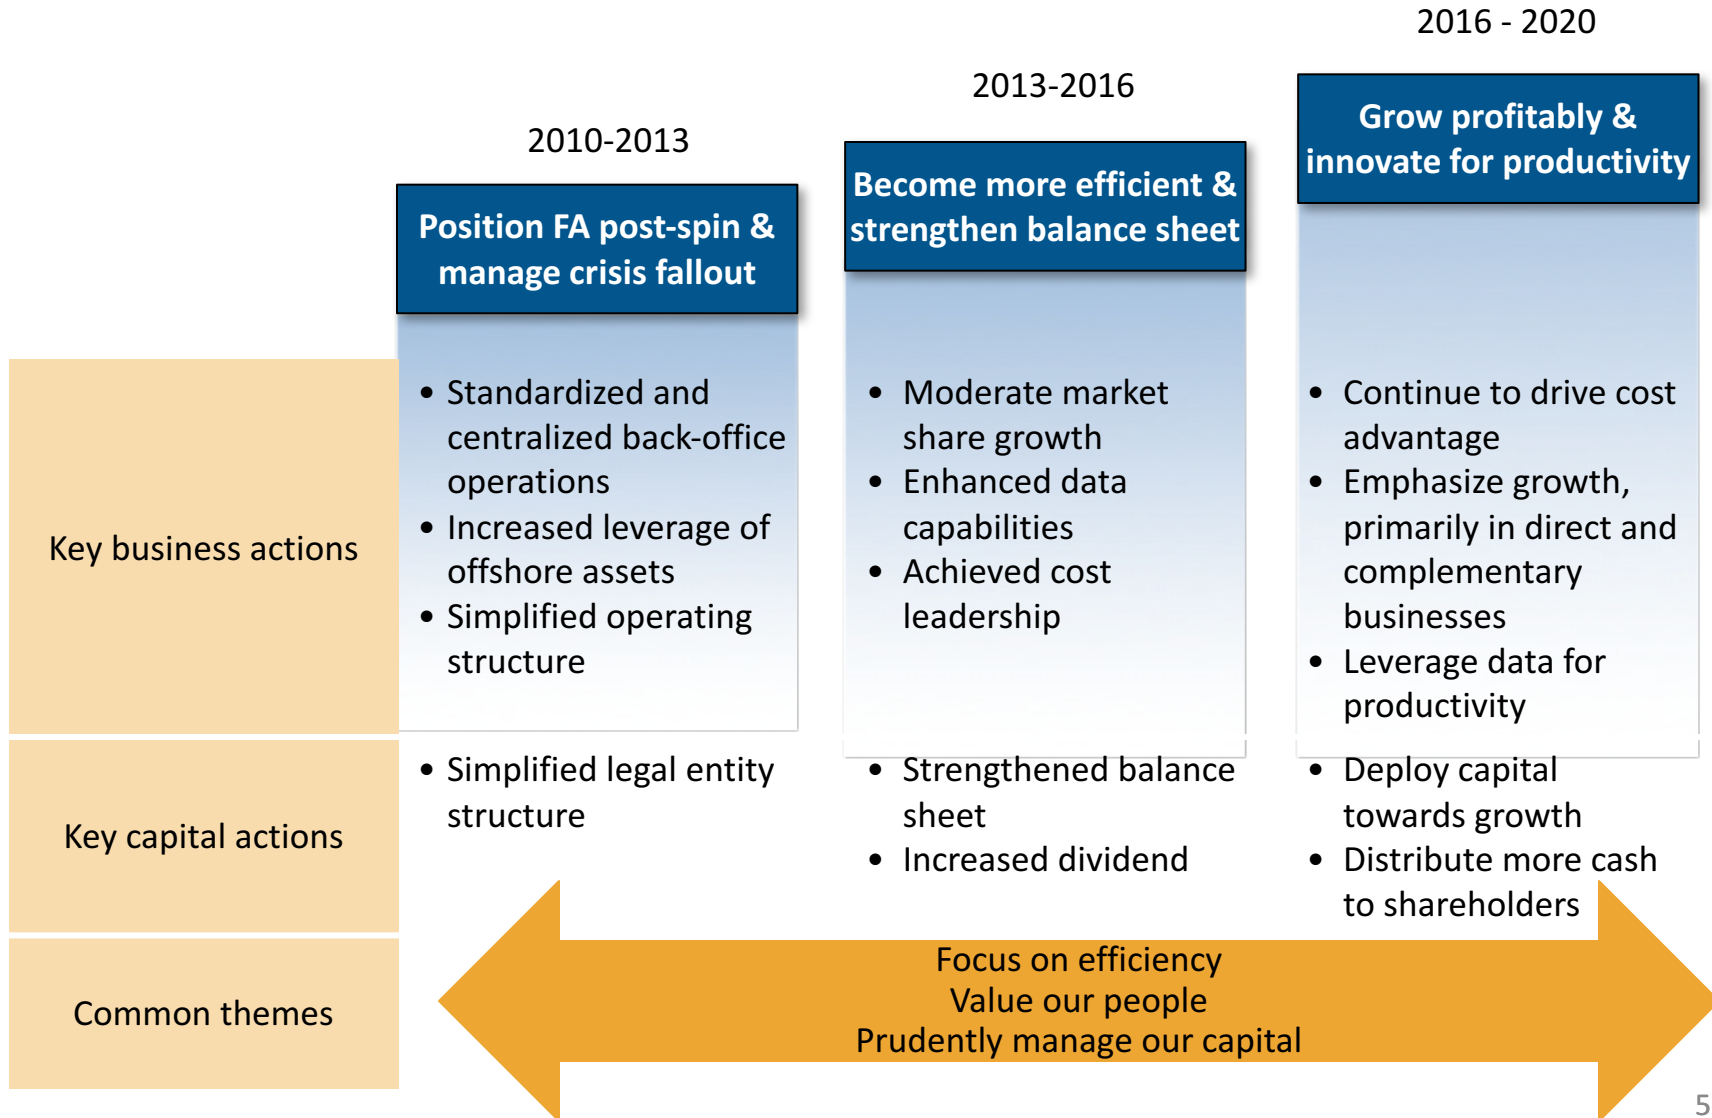 2010-2013
Position FA post-spin &
manage crisis fallout
2013-2016
Become more efficient &
strengthen balance sheet
2016 - 2020
Grow profitably &
innovate for productivity
Key business actions
• Standardized and
centralized back-office
operations
• Increased leverage of
offshore assets
• Simplified operating
structure
• Moderate market
share growth
• Enhanced data
capabilities
• Achieved cost
leadership
• Continue to drive cost
advantage
• Emphasize growth,
primarily in direct and
complementary
businesses
• Leverage data for
productivity
Key capital actions
• Simplified legal entity
structure
• Strengthened balance
sheet
• Increased dividend
• Deploy capital
towards growth
• Distribute more cash
to shareholders
Common themes
Focus on efficiency
Value our people
Prudently manage our capital
5